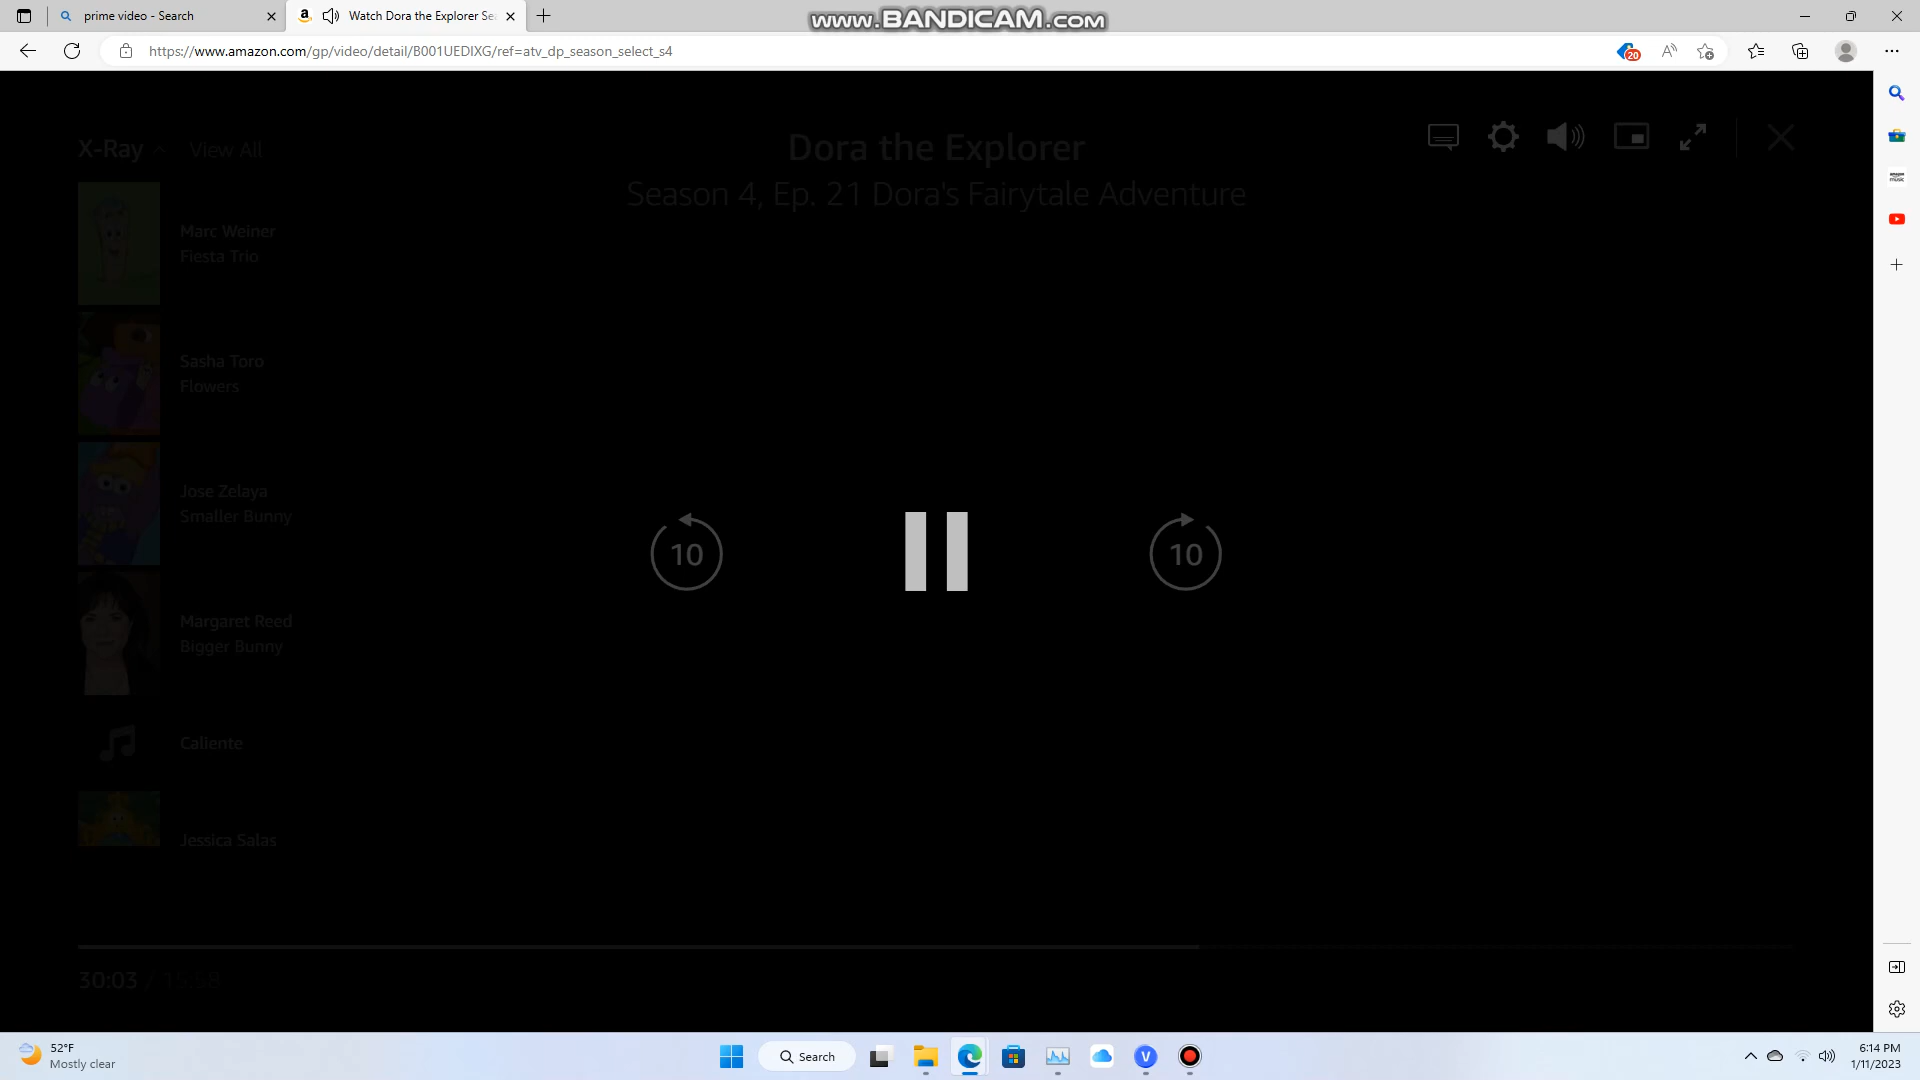 prime video - Search
Watch Dora the Explorer Se
www.BANDICAM.com
https://www.amazon.com/gp/video/detail/B001UEDIXG/ref=atv_dp_season_select_s4
20
X-Ray
View All
Dora the Explorer
Season 4, Ep. 21 Dora's Fairytale Adventure
Marc Weiner
Fiesta Trio
Sasha Toro
Flowers
Jose Zelaya
Smaller Bunny
10
10
Margaret Reed
Bigger Bunny
Caliente
Jessica Salas
30:03 /
52°F
Mostly clear
Search
V
6:14 PM
1/11/2023